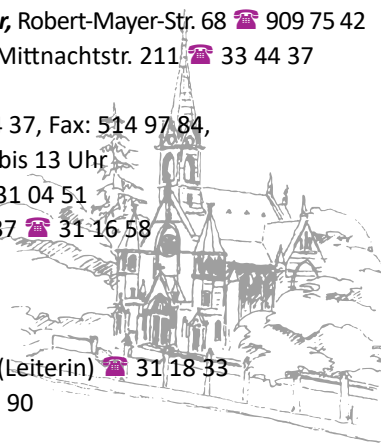 r, Robert-Mayer-Str. 68 ☎ 909 75 42
Mittnachtstr. 211 ☎ 33 44 37
37, Fax: 514 97 84,
bis 13 Uhr
31 04 51
37 ☎ 31 16 58
(Leiterin) ☎ 31 18 33
90